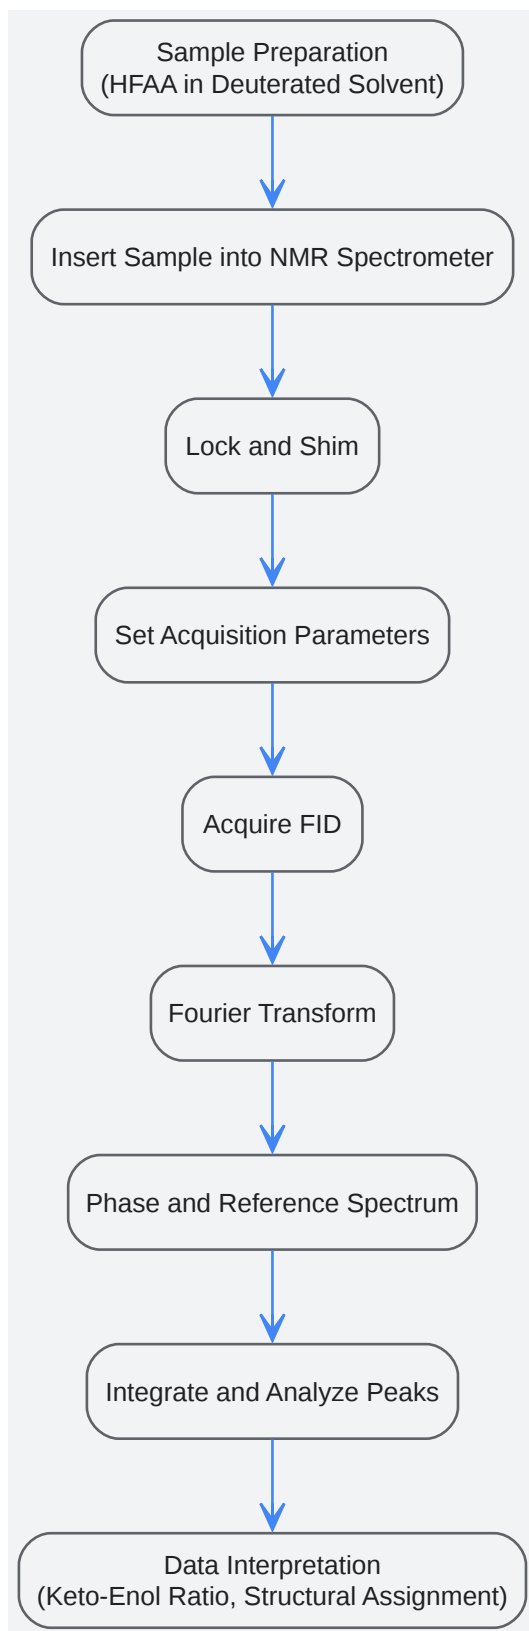 Sample Preparation
(HFAA in Deuterated Solvent)
Insert Sample into NMR Spectrometer
Lock and Shim
Set Acquisition Parameters
Acquire FID
Fourier Transform
Phase and Reference Spectrum
Integrate and Analyze Peaks
Data Interpretation
(Keto-Enol Ratio, Structural Assignment)